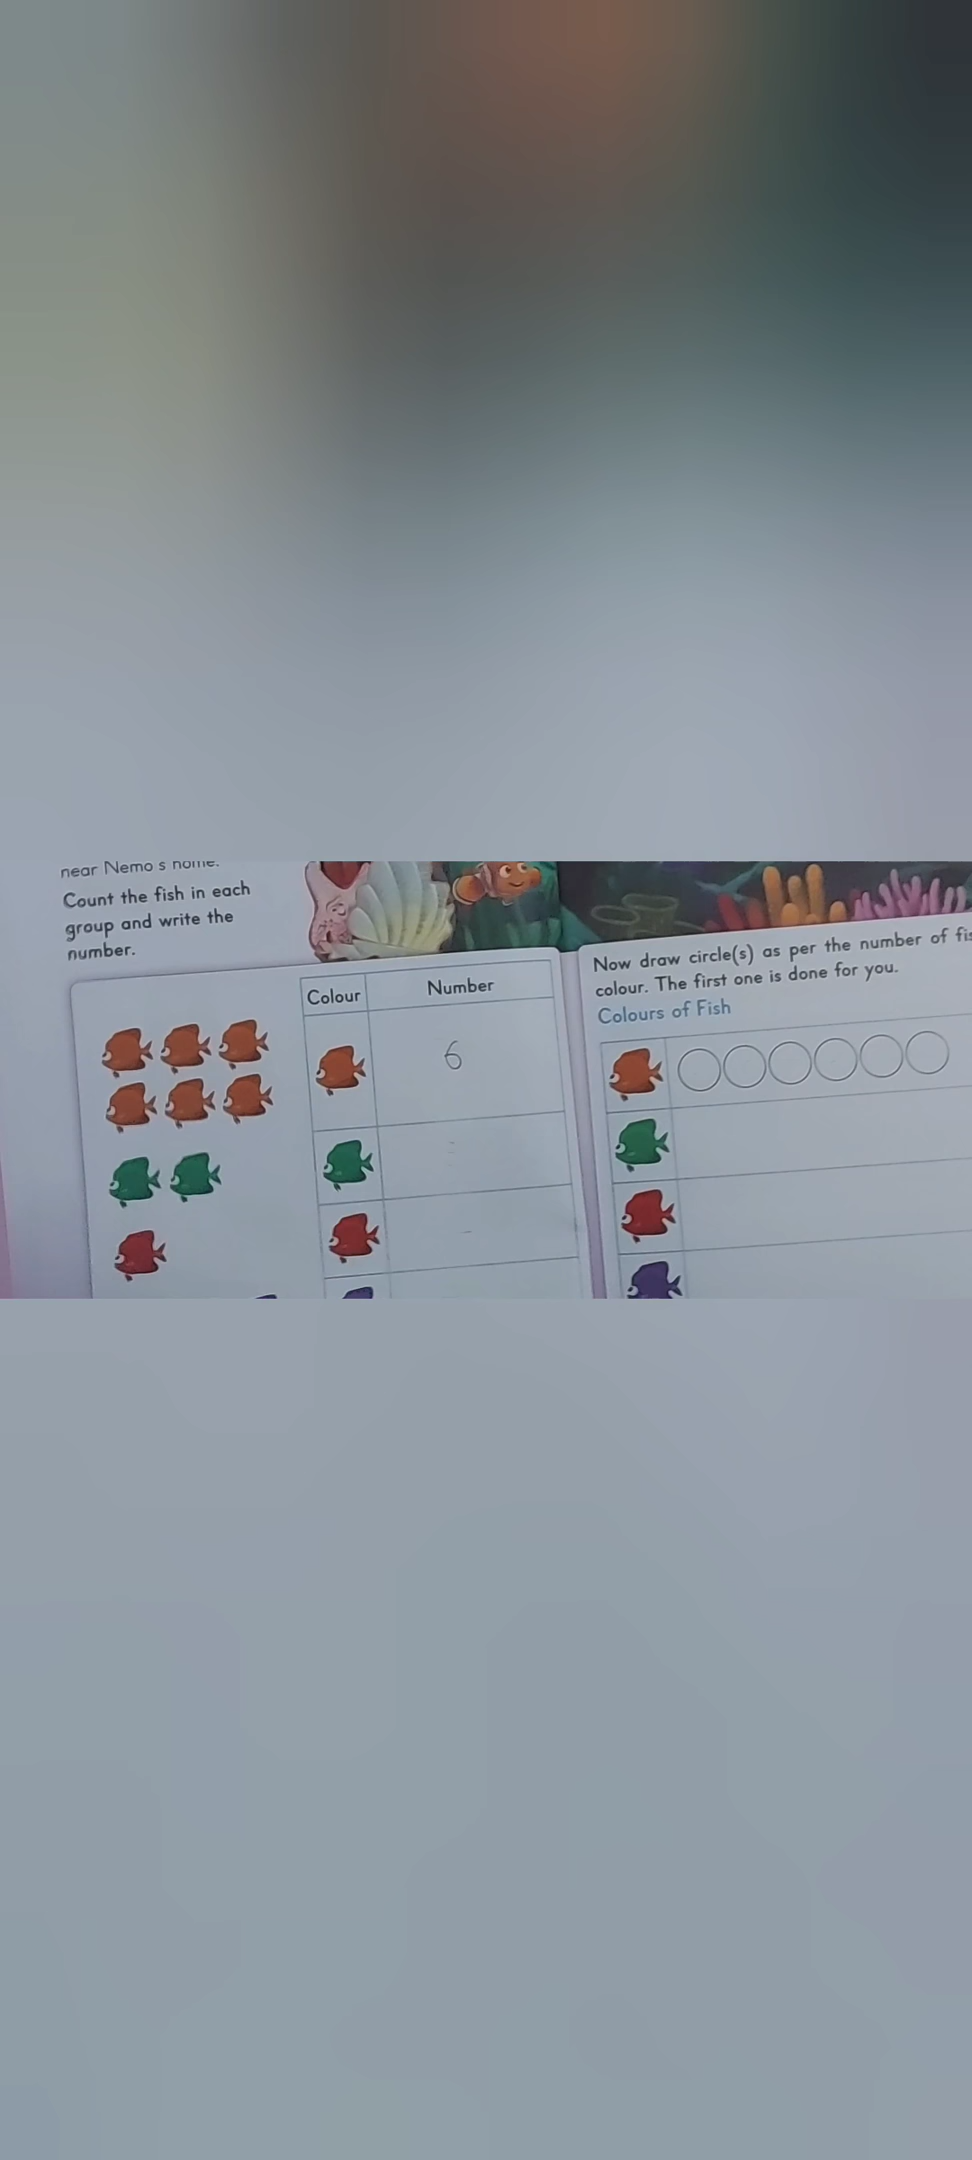 near Nemo's home.
Count the fish in each
group and write the
number.
Colour Number
6
Now draw circle(s) as per the number of
colour. The first one is done for you.
Colours of Fish